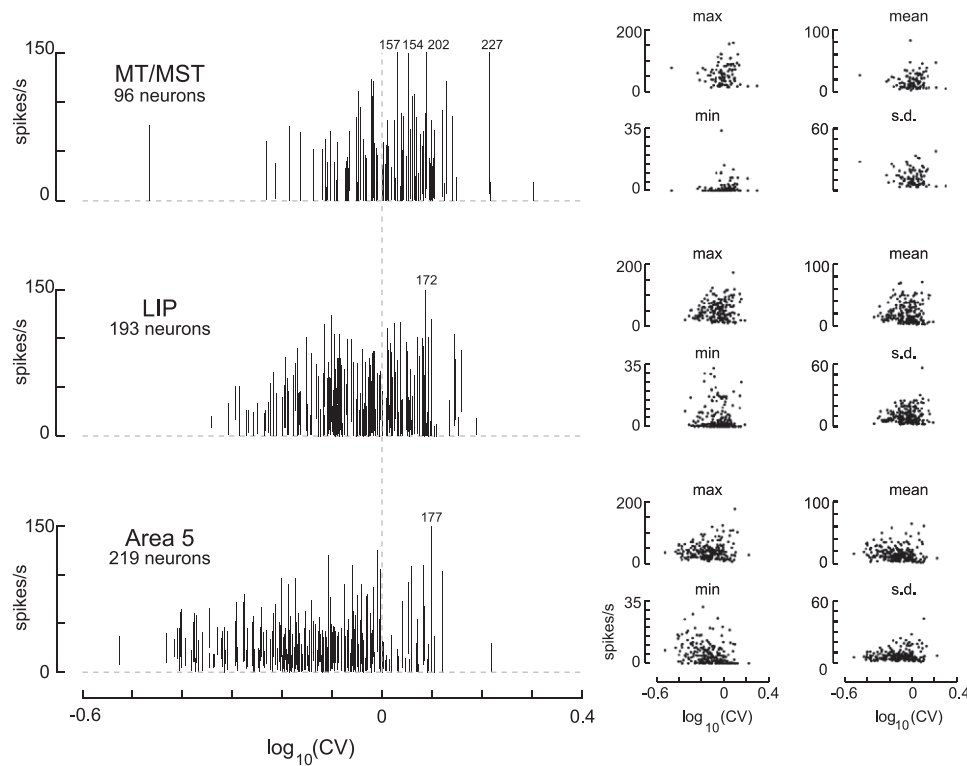 157 154 202 227
150
MT/MST
96 neurons
spikes/s
0
172
150
LIP
193 neurons
0
177
150
Area 5
219 neurons
spikes/s
0
-0.6 0 0.4
log10(CV)
max mean
200 100
0 0
min s.d.
35 60
0 0
max mean
200 100
0 0
min s.d.
35 60
0 0
max mean
200 100
0 0
min s.d.
35 60
spikes/s
0 0
-0.6 0 0.4 -0.6 0 0.4
log10(CV) log10(CV)